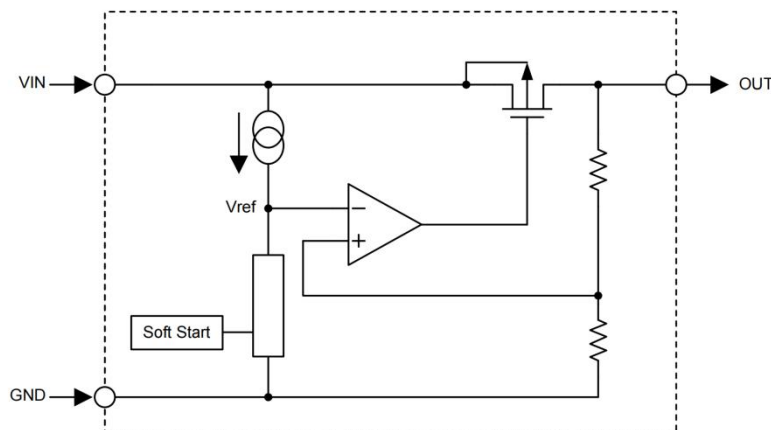 VIN
OUT
Vref
−
+
Soft Start
GND